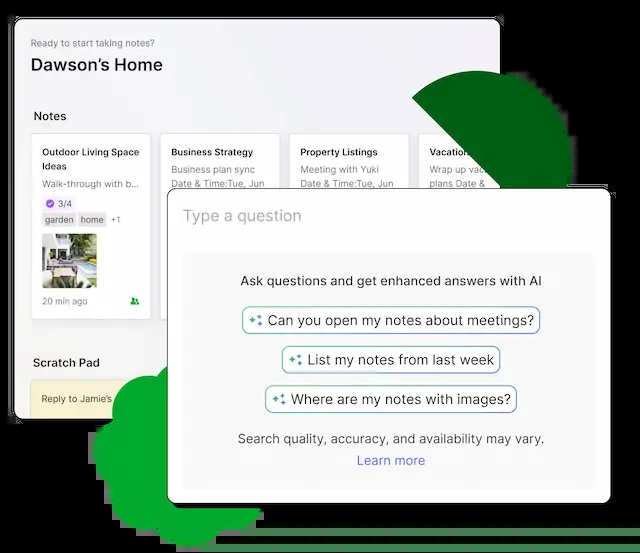 Ready to start taking notes?
Dawson's Home
Notes
Outdoor Living Space
Ideas
Walk-through with b...
3/4
garden home +1
20 min ago
Business Strategy
Business plan sync
Date & Time:Tue, Jun
Property Listings
Meeting with Yuki
Date & Time:Tue, Jun
Wrap up
plans Date &
Scratch Pad
Reply to Jamie's
Type a question
Ask questions and get enhanced answers with AI
Can you open my notes about meetings?
List my notes from last week
Where are my notes with images?
Search quality, accuracy, and availability may vary.
Learn more